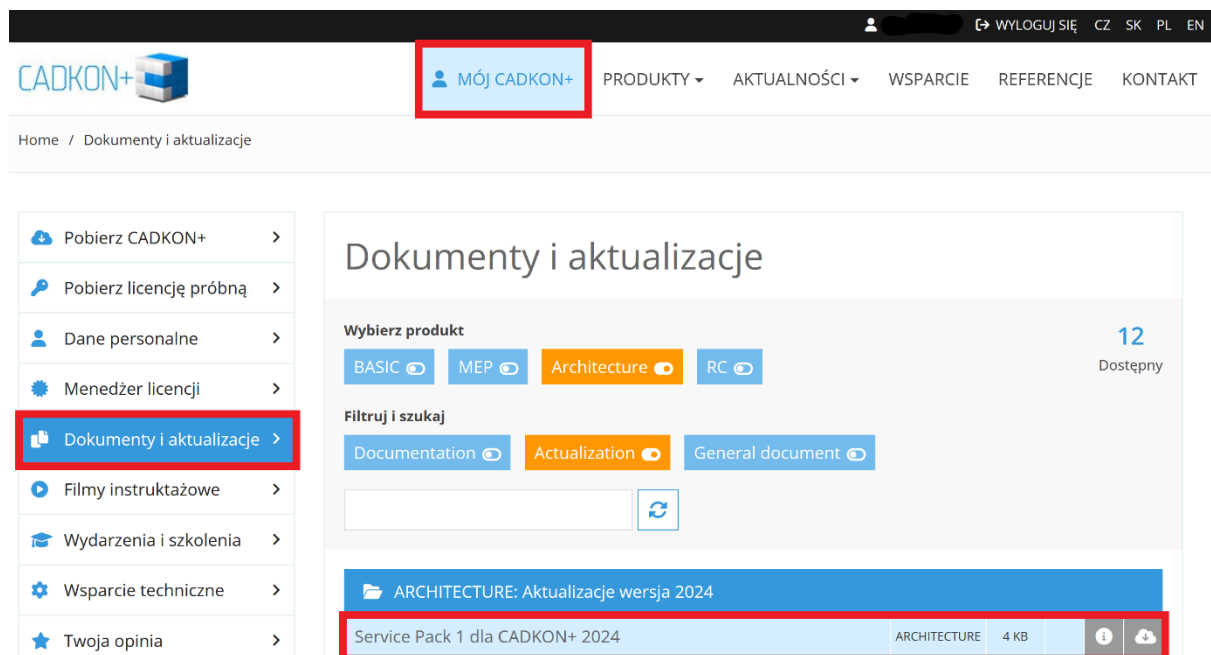 WYLOGUJ SIĘ CZ SK PL EN
CADKON+
MÓJ CADKON+ PRODUKTY AKTUALNOŚCI WSPARCIE REFERENCJE KONTAKT
Home / Dokumenty i aktualizacje
Pobierz CADKON+
Pobierz licencję próbną
Dane personalne
Menedżer licencji
Dokumenty i aktualizacje
Filmy instruktażowe
Wydarzenia i szkolenia
Wsparcie techniczne
Twoja opinia
Dokumenty i aktualizacje
Wybierz produkt
BASIC MEP Architecture RC
12
Dostępny
Filtruj i szukaj
Documentation Actualization General document
ARCHITECTURE: Aktualizacje wersja 2024
Service Pack 1 dla CADKON+ 2024 ARCHITECTURE 4 KB